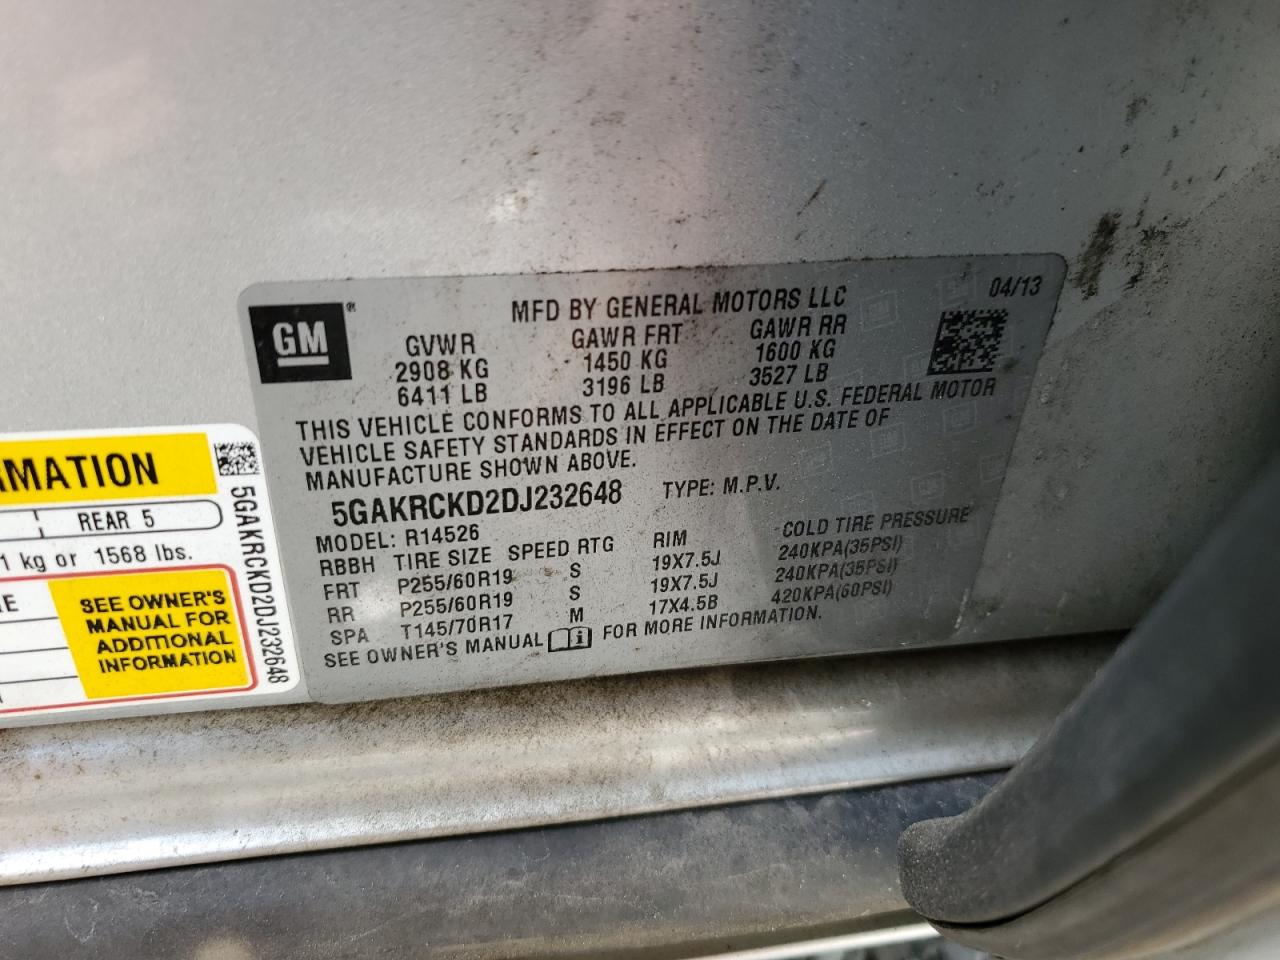 MFD BY GENERAL MOTORS LLC 04/13
GM®
GVWR GAWR FRT GAWR RR
2908 KG 1450 KG 1600 KG
6411 LB 3196 LB 3527 LB
THIS VEHICLE CONFORMS TO ALL APPLICABLE U.S. FEDERAL MOTOR
VEHICLE SAFETY STANDARDS IN EFFECT ON THE DATE OF
MANUFACTURE SHOWN ABOVE.
5GAKRCKD2DJ232648 TYPE: M.P.V.
MODEL: R14526
RBBH TIRE SIZE SPEED RTG RIM COLD TIRE PRESSURE
FRT P255/60R19 S 19X7.5J 240KPA(35PSI)
RR P255/60R19 S 19X7.5J 240KPA(35PSI)
SPA T145/70R17 M 17X4.5B 420KPA(60PSI)
SEE OWNER'S MANUAL FOR MORE INFORMATION.
RMATION
REAR 5
1 kg or 1568 lbs.
SEE OWNER'S
MANUAL FOR
ADDITIONAL
INFORMATION
5GAKRCKD2DJ232648